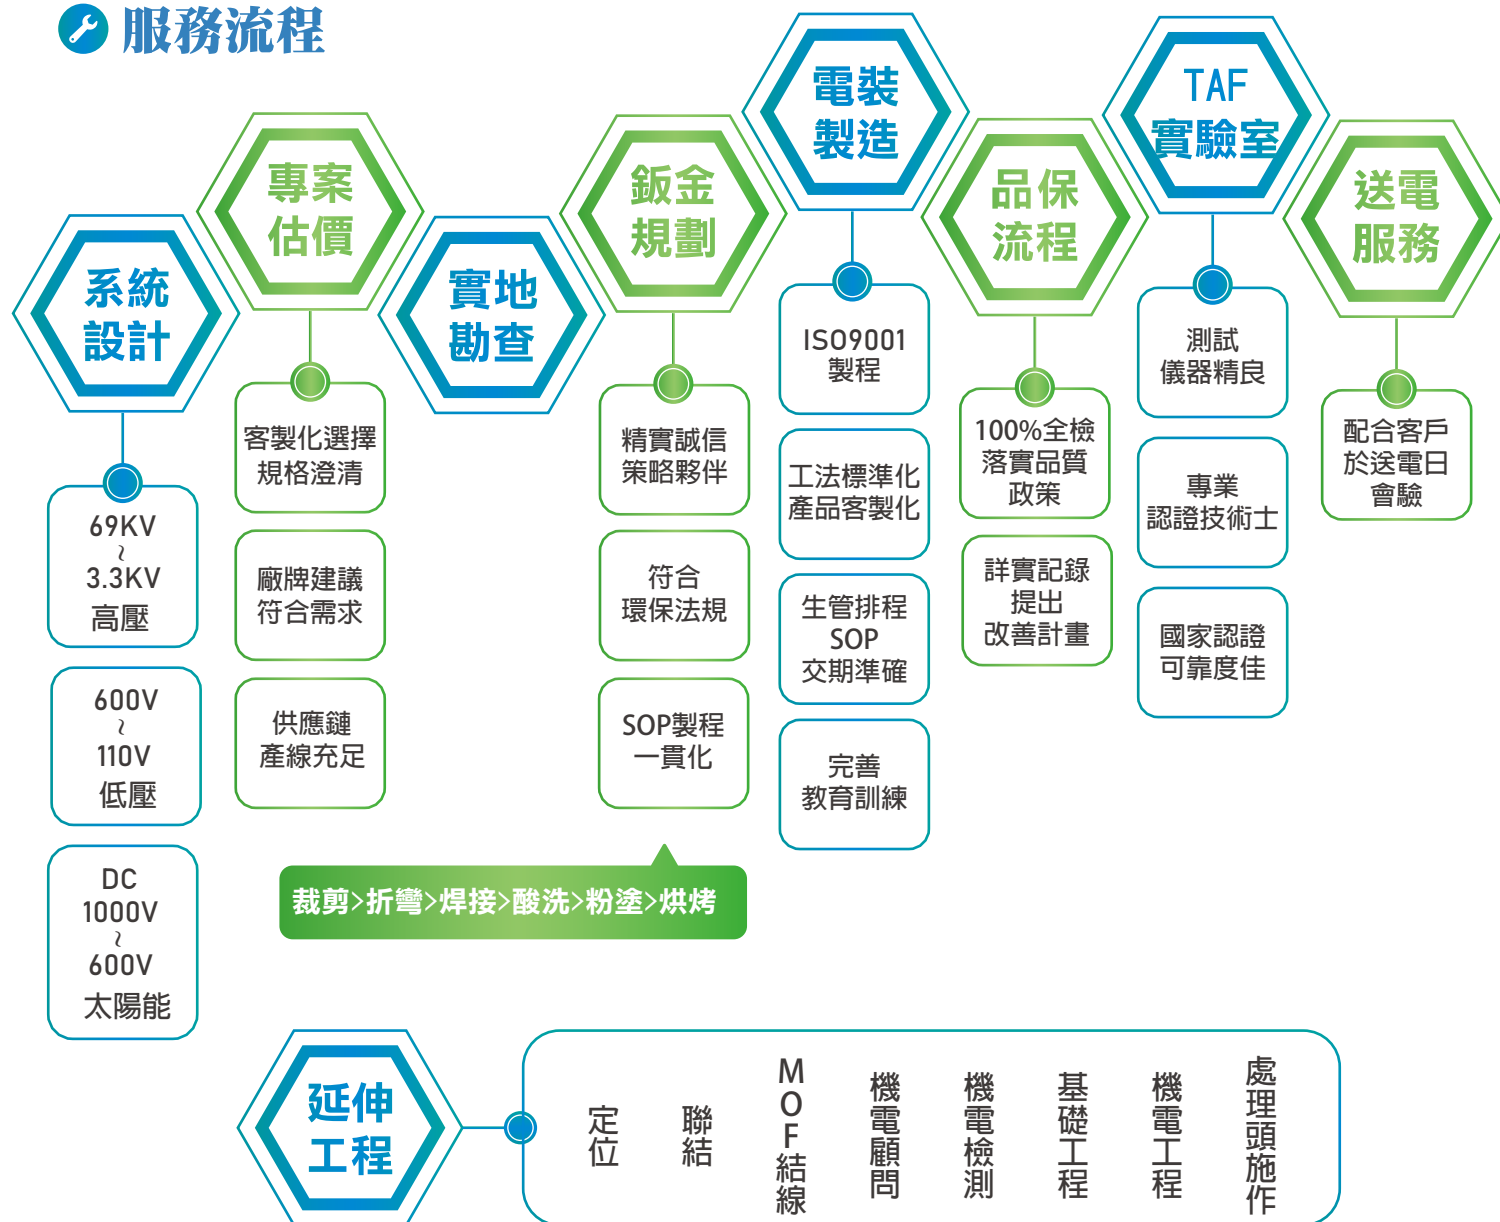 服務流程
系統
設計
69KV
~
3.3KV
高壓
600V
~
110V
低壓
DC
1000V
~
600V
太陽能
專案
估價
客製化選擇
規格澄清
廠牌建議
符合需求
供應鏈
產線充足
實地
勘查
鈑金
規劃
精實誠信
策略夥伴
符合
環保法規
SOP製程
一貫化
裁剪>折彎>焊接>酸洗>粉塗>烘烤
電裝
製造
ISO9001
製程
工法標準化
產品客製化
生管排程
SOP
交期準確
完善
教育訓練
品保
流程
100%全檢
落實品質
政策
詳實記錄
提出
改善計畫
TAF
實驗室
測試
儀器精良
專業
認證技術士
國家認證
可靠度佳
送電
服務
配合客戶
於送電日
會驗
延伸
工程
定位
聯結
MOF結線
機電顧問
機電檢測
基礎工程
機電工程
處理頭施作